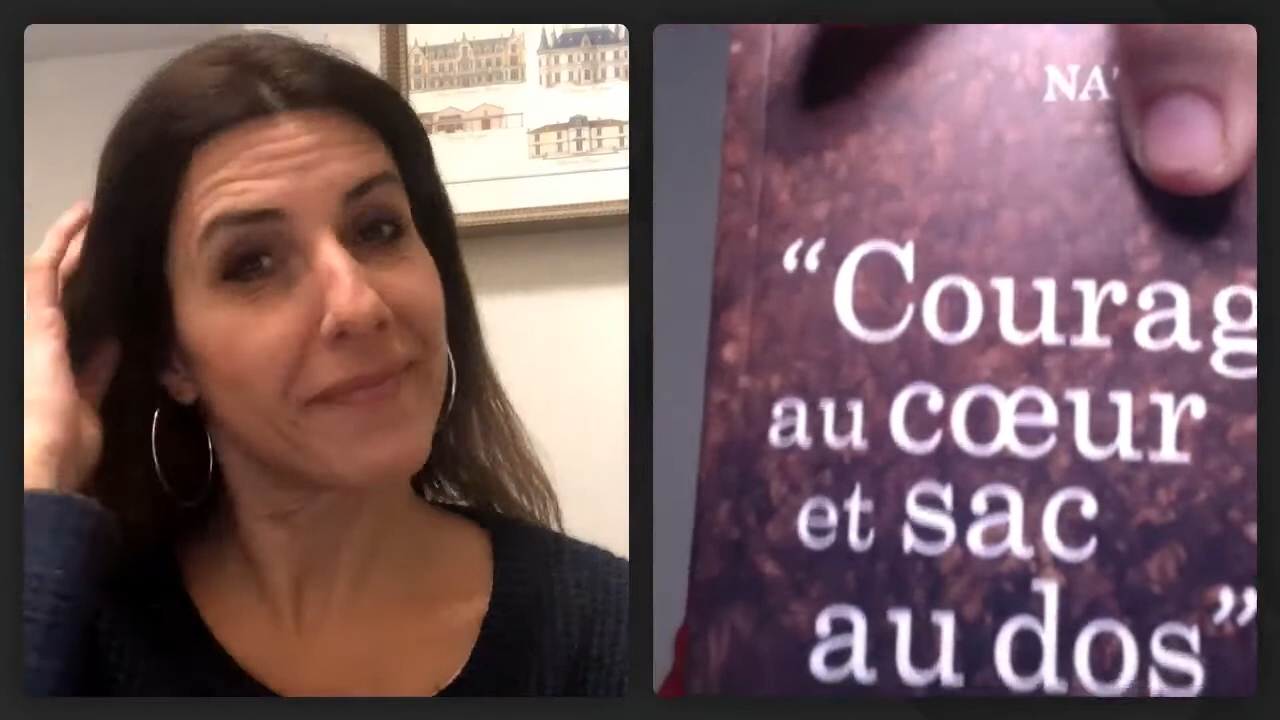 NA
“Courag
au cœur
et sac
au dos”